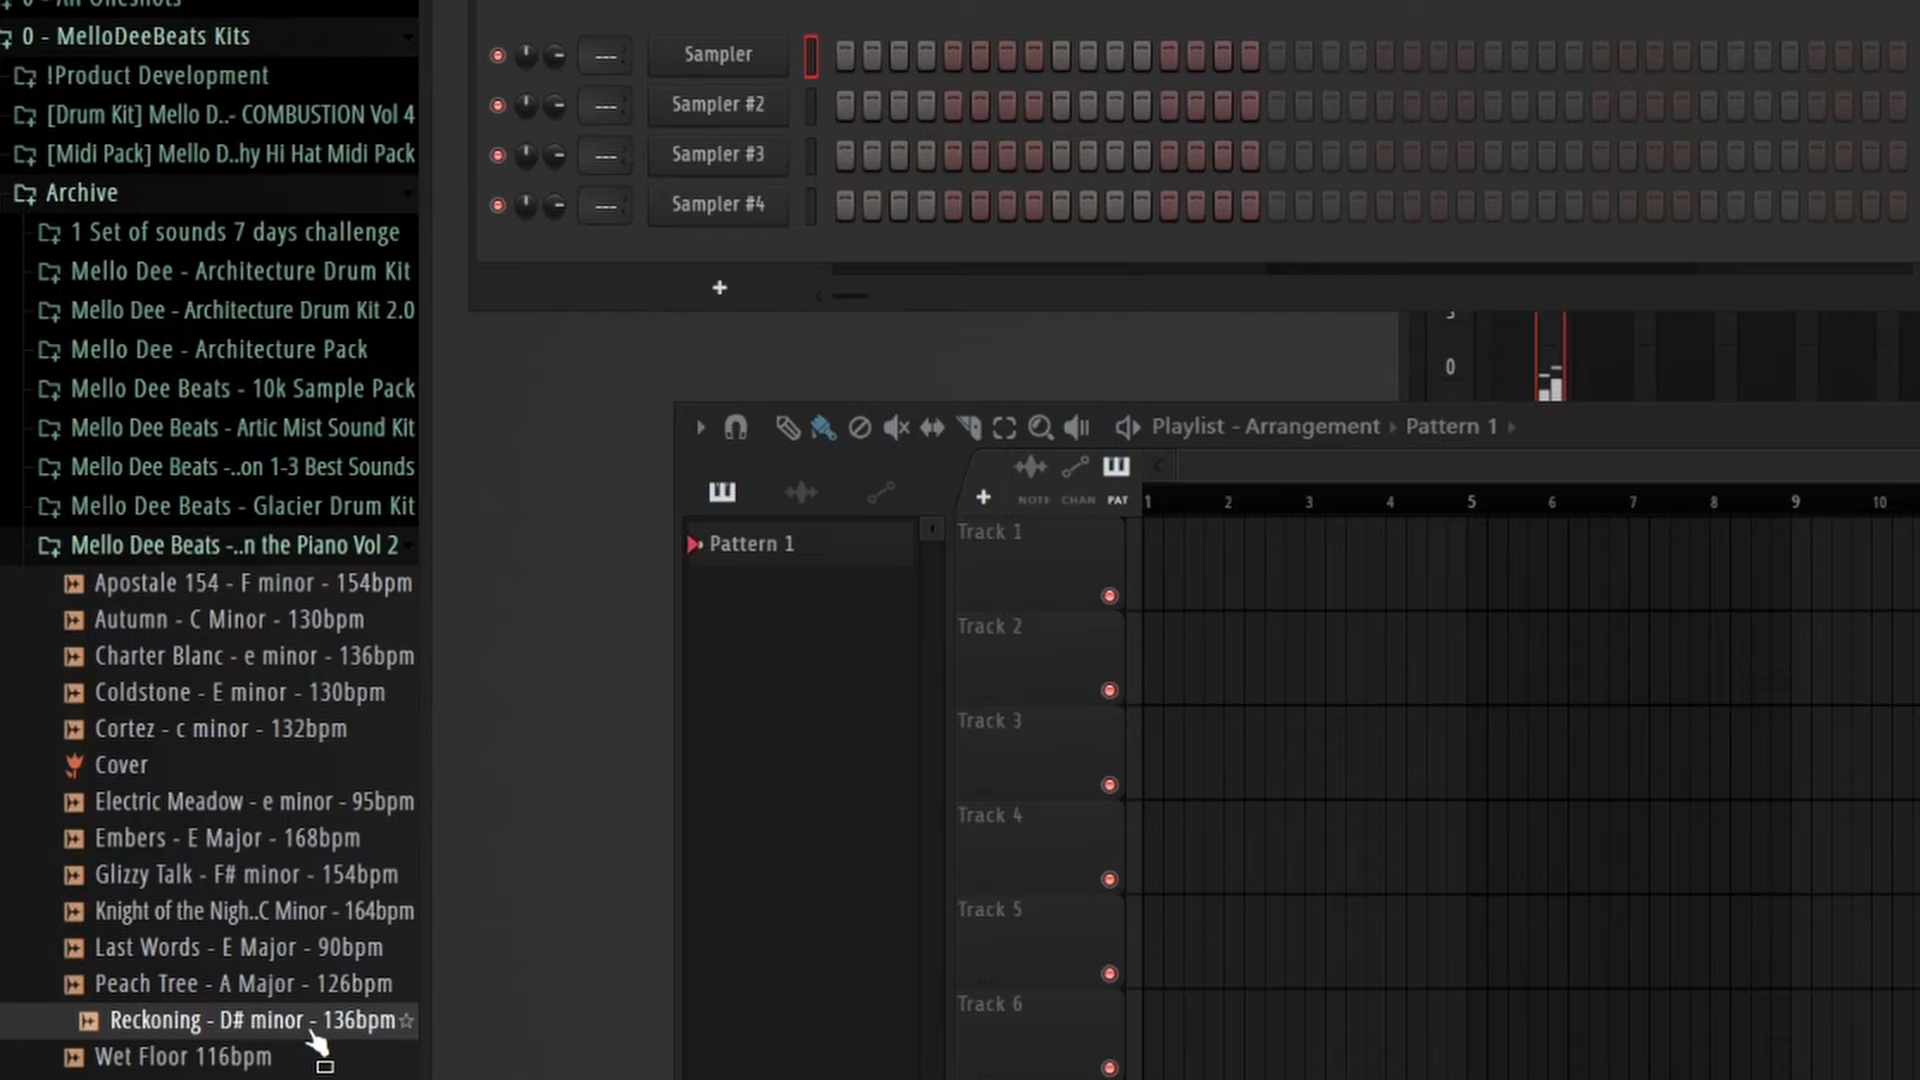 0 - All Oneshots
0 - MelloDeeBeats Kits
!Product Development
[Drum Kit] Mello D..- COMBUSTION Vol 4
[Midi Pack] Mello D..hy Hi Hat Midi Pack
Archive
1 Set of sounds 7 days challenge
Mello Dee - Architecture Drum Kit
Mello Dee - Architecture Drum Kit 2.0
Mello Dee - Architecture Pack
Mello Dee Beats - 10k Sample Pack
Mello Dee Beats - Artic Mist Sound Kit
Mello Dee Beats -..on 1-3 Best Sounds
Mello Dee Beats - Glacier Drum Kit
Mello Dee Beats -..n the Piano Vol 2
Apostale 154 - F minor - 154bpm
Autumn - C Minor - 130bpm
Charter Blanc - e minor - 136bpm
Coldstone - E minor - 130bpm
Cortez - c minor - 132bpm
Cover
Electric Meadow - e minor - 95bpm
Embers - E Major - 168bpm
Glizzy Talk - F# minor - 154bpm
Knight of the Nigh..C Minor - 164bpm
Last Words - E Major - 90bpm
Peach Tree - A Major - 126bpm
Reckoning - D# minor - 136bpm
Wet Floor 116bpm
--- Sampler
--- Sampler #2
--- Sampler #3
--- Sampler #4
+
3
0
Playlist - Arrangement › Pattern 1 ›
+ NOTE CHAN PAT
1 2 3 4 5 6 7 8 9 10
Pattern 1
Track 1
Track 2
Track 3
Track 4
Track 5
Track 6